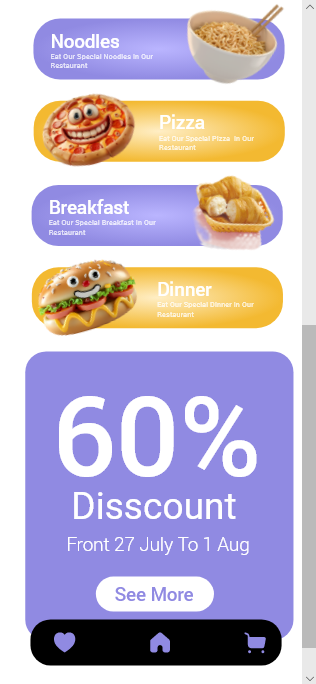 Noodles
Eat Our Special Noodles In Our
Restaurant
Pizza
Eat Our Special Pizza In Our
Restaurant
Breakfast
Eat Our Special Breakfast In Our
Restaurant
Dinner
Eat Our Special Dinner In Our
Restaurant
60%
Disscount
Front 27 July To 1 Aug
See More